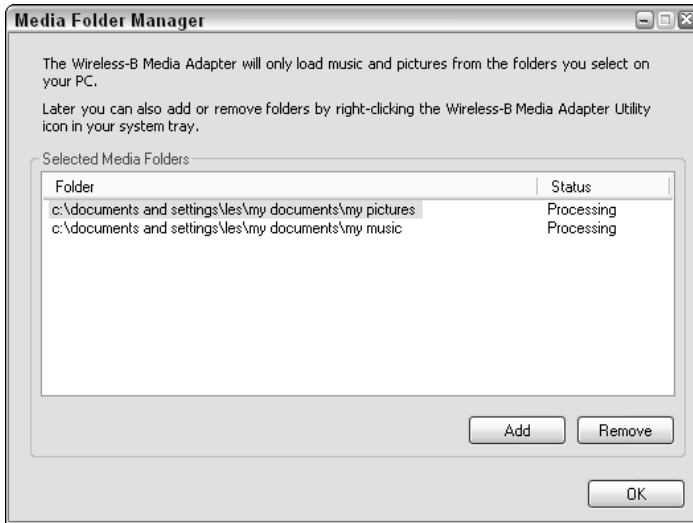 Media Folder Manager
The Wireless-B Media Adapter will only load music and pictures from the folders you select on
your PC.
Later you can also add or remove folders by right-clicking the Wireless-B Media Adapter Utility
icon in your system tray.
Selected Media Folders
Folder Status
c:\documents and settings\les\my documents\my pictures Processing
c:\documents and settings\les\my documents\my music Processing
Add Remove
OK